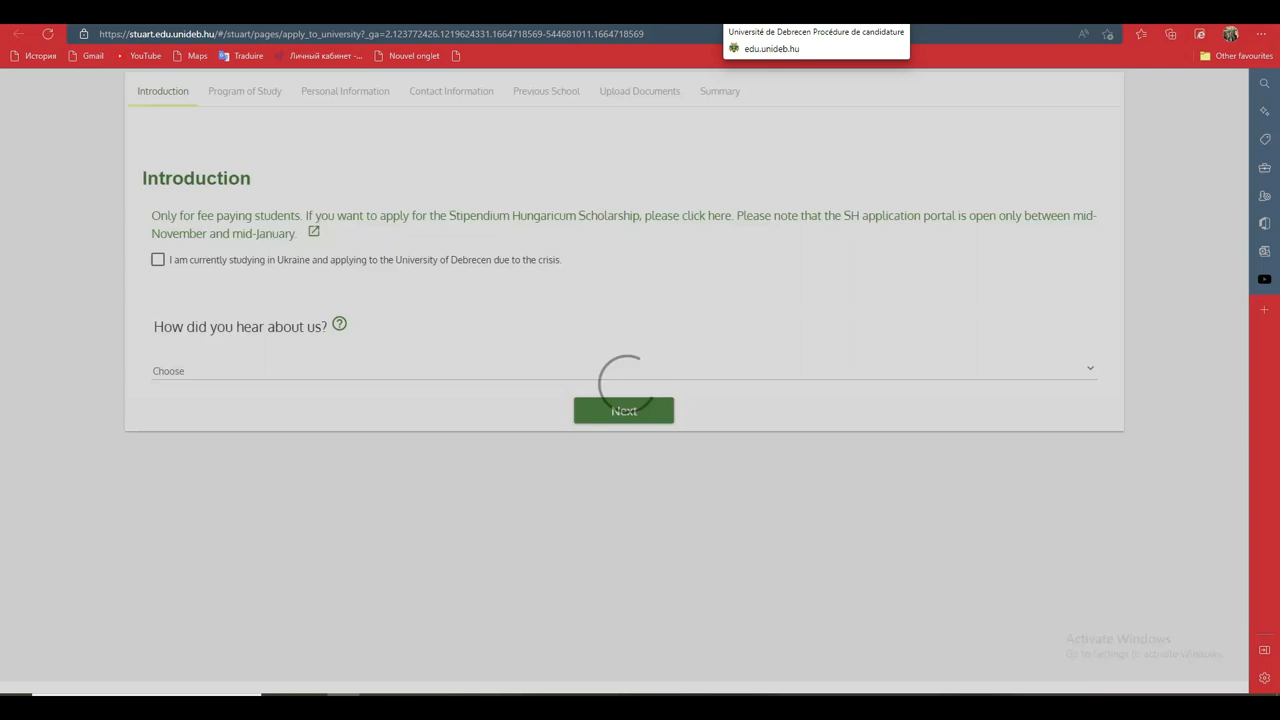 https://stuart.edu.unideb.hu/#/stuart/pages/apply_to_university?_ga=2.123772426.1219624331.1664718569-544681011.1664718569
Université de Debrecen Procédure de candidature
edu.unideb.hu
История Gmail YouTube Maps Traduire Личный кабинет -... Nouvel onglet Other favourites
Introduction Program of Study Personal Information Contact Information Previous School Upload Documents Summary
Introduction
Only for fee paying students. If you want to apply for the Stipendium Hungaricum Scholarship, please click here. Please note that the SH application portal is open only between mid-
November and mid-January.
I am currently studying in Ukraine and applying to the University of Debrecen due to the crisis.
How did you hear about us?
Choose
Next
Activate Windows
Go to Settings to activate Windows.